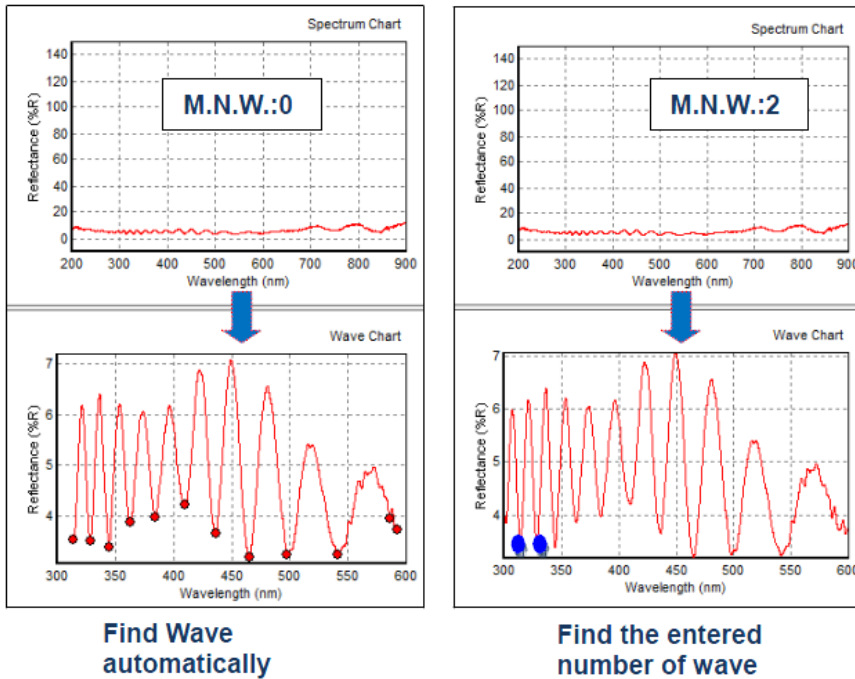 Spectrum Chart
M.N.W.:0
Reflectance (%R)
140
120
100
80
60
40
20
0
200 300 400 500 600 700 800 900
Wavelength (nm)
Wave Chart
Reflectance (%R)
7
6
5
4
300 350 400 450 500 550 600
Wavelength (nm)
Find Wave
automatically
Spectrum Chart
M.N.W.:2
Reflectance (%R)
140
120
100
80
60
40
20
0
200 300 400 500 600 700 800 900
Wavelength (nm)
Wave Chart
Reflectance (%R)
7
6
5
4
300 350 400 450 500 550 600
Wavelength (nm)
Find the entered
number of wave